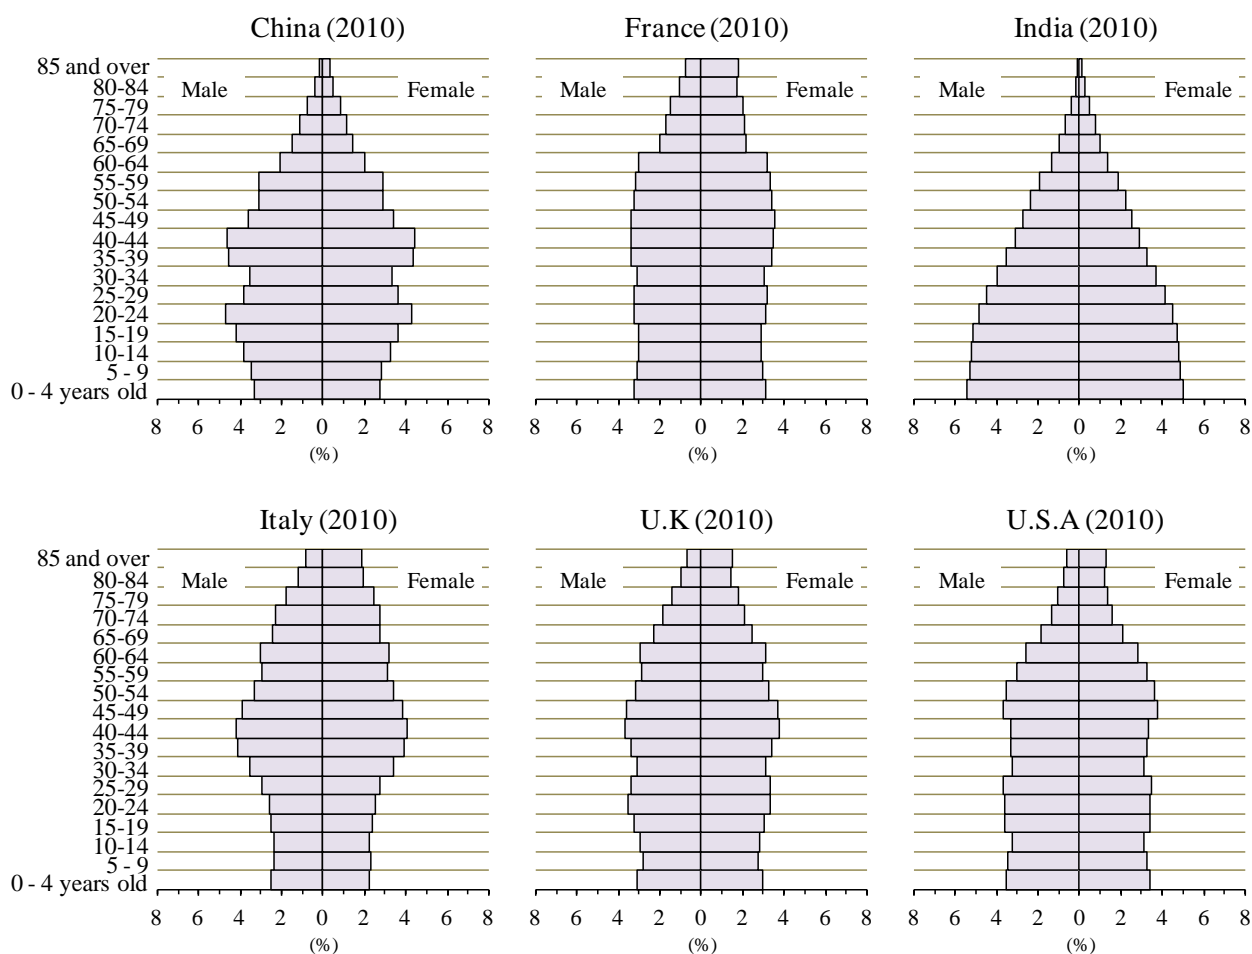 China (2010) France (2010) India (2010)
85 and over
80-84 Male Female Male Female Male Female
75-79
70-74
65-69
60-64
55-59
50-54
45-49
40-44
35-39
30-34
25-29
20-24
15-19
10-14
5 - 9
0 - 4 years old
8 6 4 2 0 2 4 6 8 8 6 4 2 0 2 4 6 8 8 6 4 2 0 2 4 6 8
(%) (%) (%)
Italy (2010) U.K (2010) U.S.A (2010)
85 and over
80-84 Male Female Male Female Male Female
75-79
70-74
65-69
60-64
55-59
50-54
45-49
40-44
35-39
30-34
25-29
20-24
15-19
10-14
5 - 9
0 - 4 years old
8 6 4 2 0 2 4 6 8 8 6 4 2 0 2 4 6 8 8 6 4 2 0 2 4 6 8
(%) (%) (%)